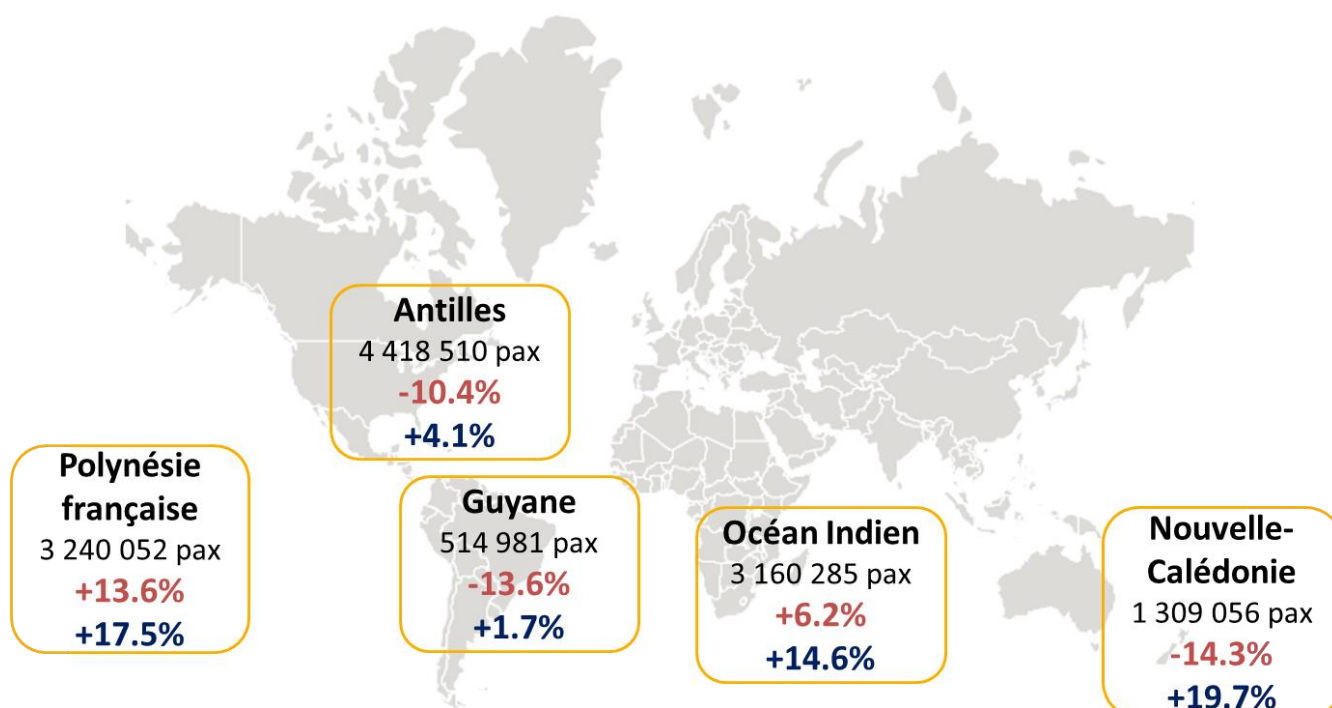 Antilles
4 418 510 pax
-10.4%
+4.1%
Polynésie
française
3 240 052 pax
+13.6%
+17.5%
Guyane
514 981 pax
-13.6%
+1.7%
Océan Indien
3 160 285 pax
+6.2%
+14.6%
Nouvelle-
Calédonie
1 309 056 pax
-14.3%
+19.7%